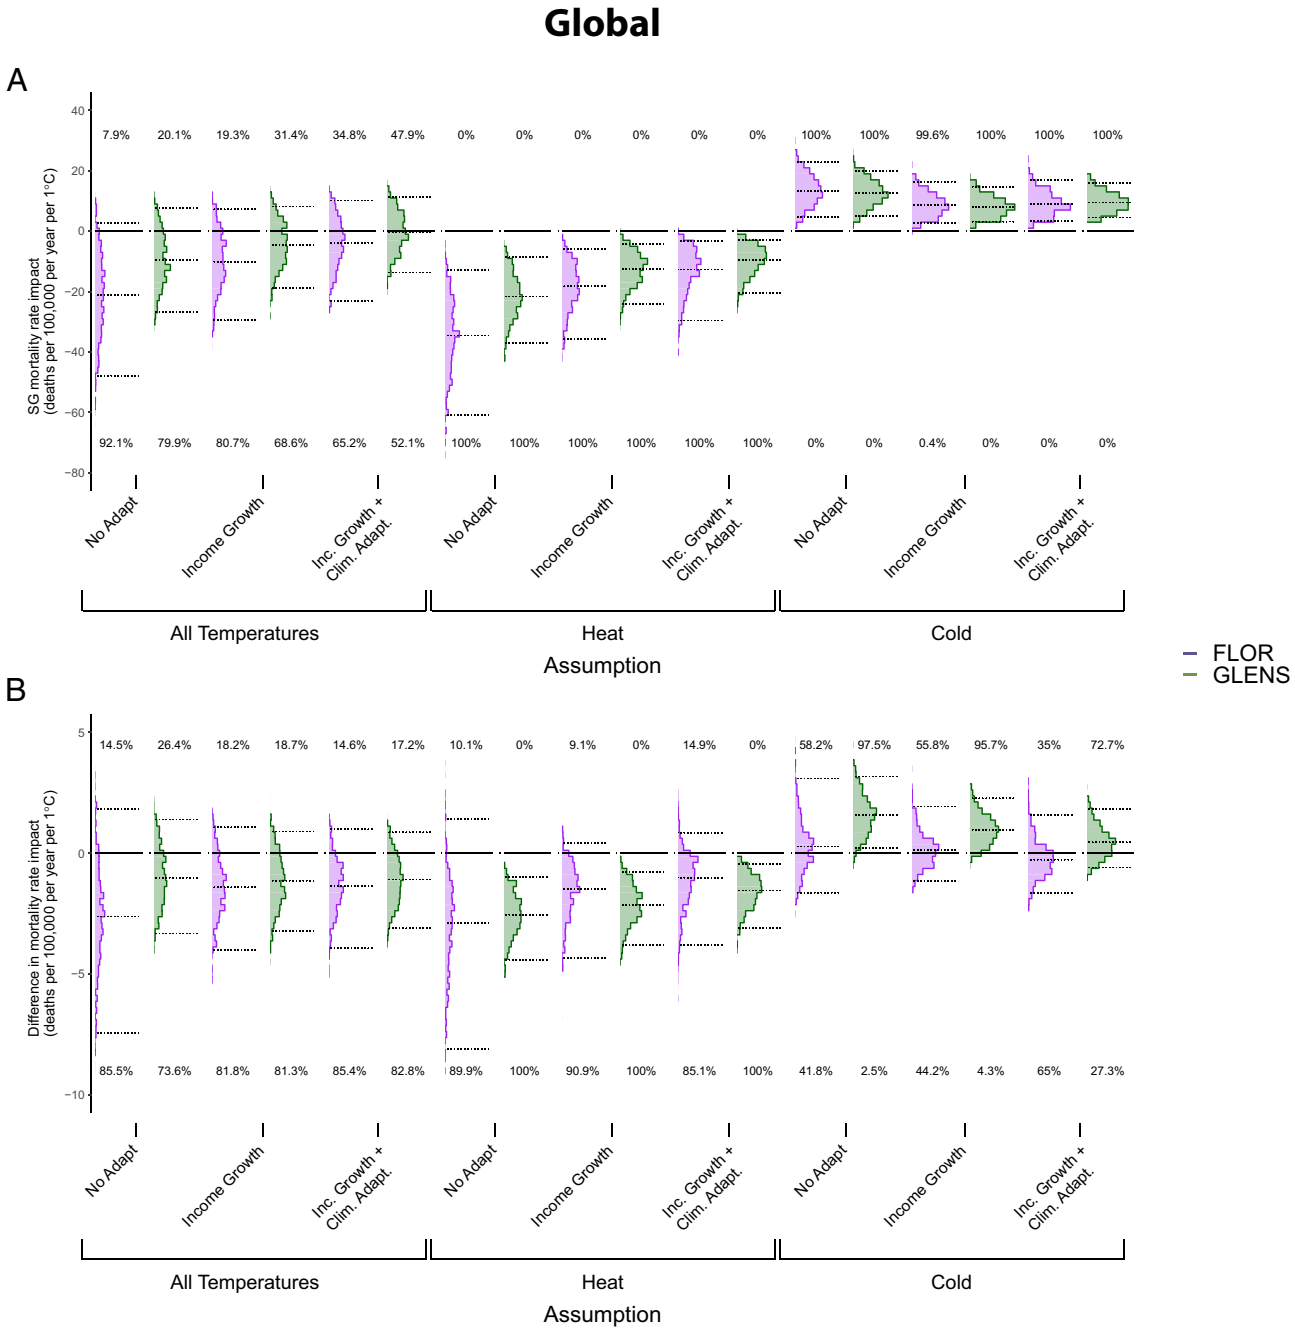 Global
A
SG mortality rate impact
(deaths per 100,000 per year per 1°C)
40
20
0
−20
−40
−60
−80
7.9% 20.1% 19.3% 31.4% 34.8% 47.9% 0% 0% 0% 0% 0% 0% 100% 100% 99.6% 100% 100% 100%
92.1% 79.9% 80.7% 68.6% 65.2% 52.1% 100% 100% 100% 100% 100% 100% 0% 0% 0.4% 0% 0% 0%
No Adapt
Income Growth
Inc. Growth +
Clim. Adapt.
No Adapt
Income Growth
Inc. Growth +
Clim. Adapt.
No Adapt
Income Growth
Inc. Growth +
Clim. Adapt.
All Temperatures Heat Cold
Assumption
FLOR
GLENS
B
Difference in mortality rate impact
(deaths per 100,000 per year per 1°C)
5
0
−5
−10
14.5% 26.4% 18.2% 18.7% 14.6% 17.2% 10.1% 0% 9.1% 0% 14.9% 0% 58.2% 97.5% 55.8% 95.7% 35% 72.7%
85.5% 73.6% 81.8% 81.3% 85.4% 82.8% 89.9% 100% 90.9% 100% 85.1% 100% 41.8% 2.5% 44.2% 4.3% 65% 27.3%
No Adapt
Income Growth
Inc. Growth +
Clim. Adapt.
No Adapt
Income Growth
Inc. Growth +
Clim. Adapt.
No Adapt
Income Growth
Inc. Growth +
Clim. Adapt.
All Temperatures Heat Cold
Assumption